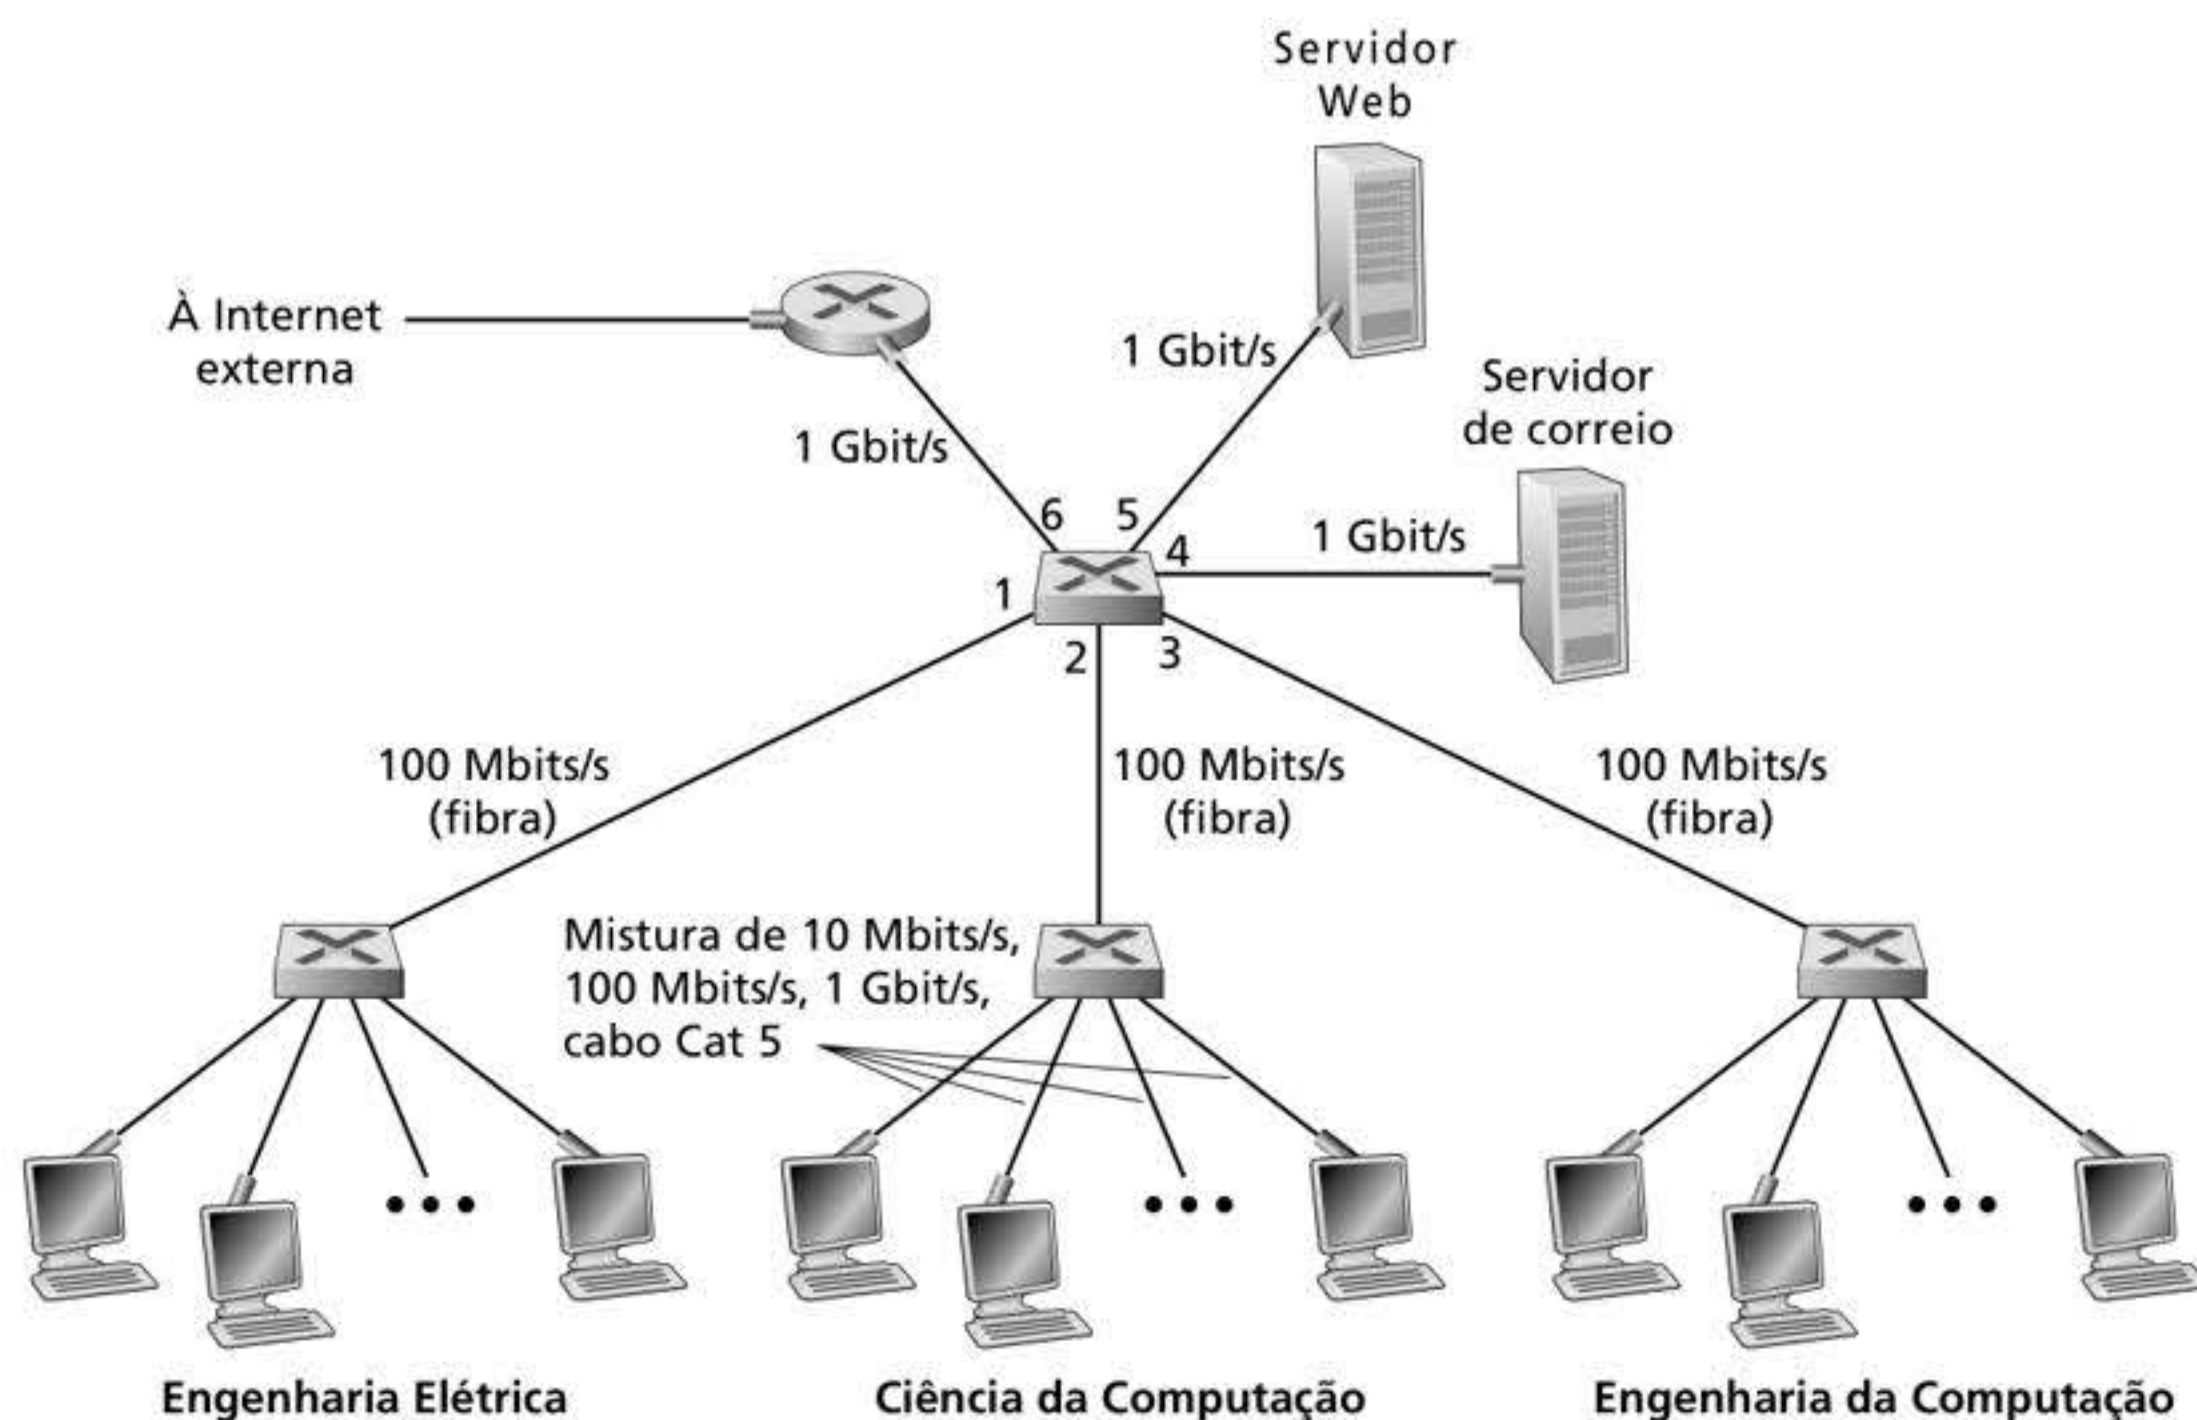 Servidor
Web
À Internet
externa
1 Gbit/s
Servidor
de correio
1 Gbit/s
6
5
4
1 Gbit/s
1
2
3
100 Mbits/s
(fibra)
100 Mbits/s
(fibra)
100 Mbits/s
(fibra)
Mistura de 10 Mbits/s,
100 Mbits/s, 1 Gbit/s,
cabo Cat 5
Engenharia Elétrica
Ciência da Computação
Engenharia da Computação